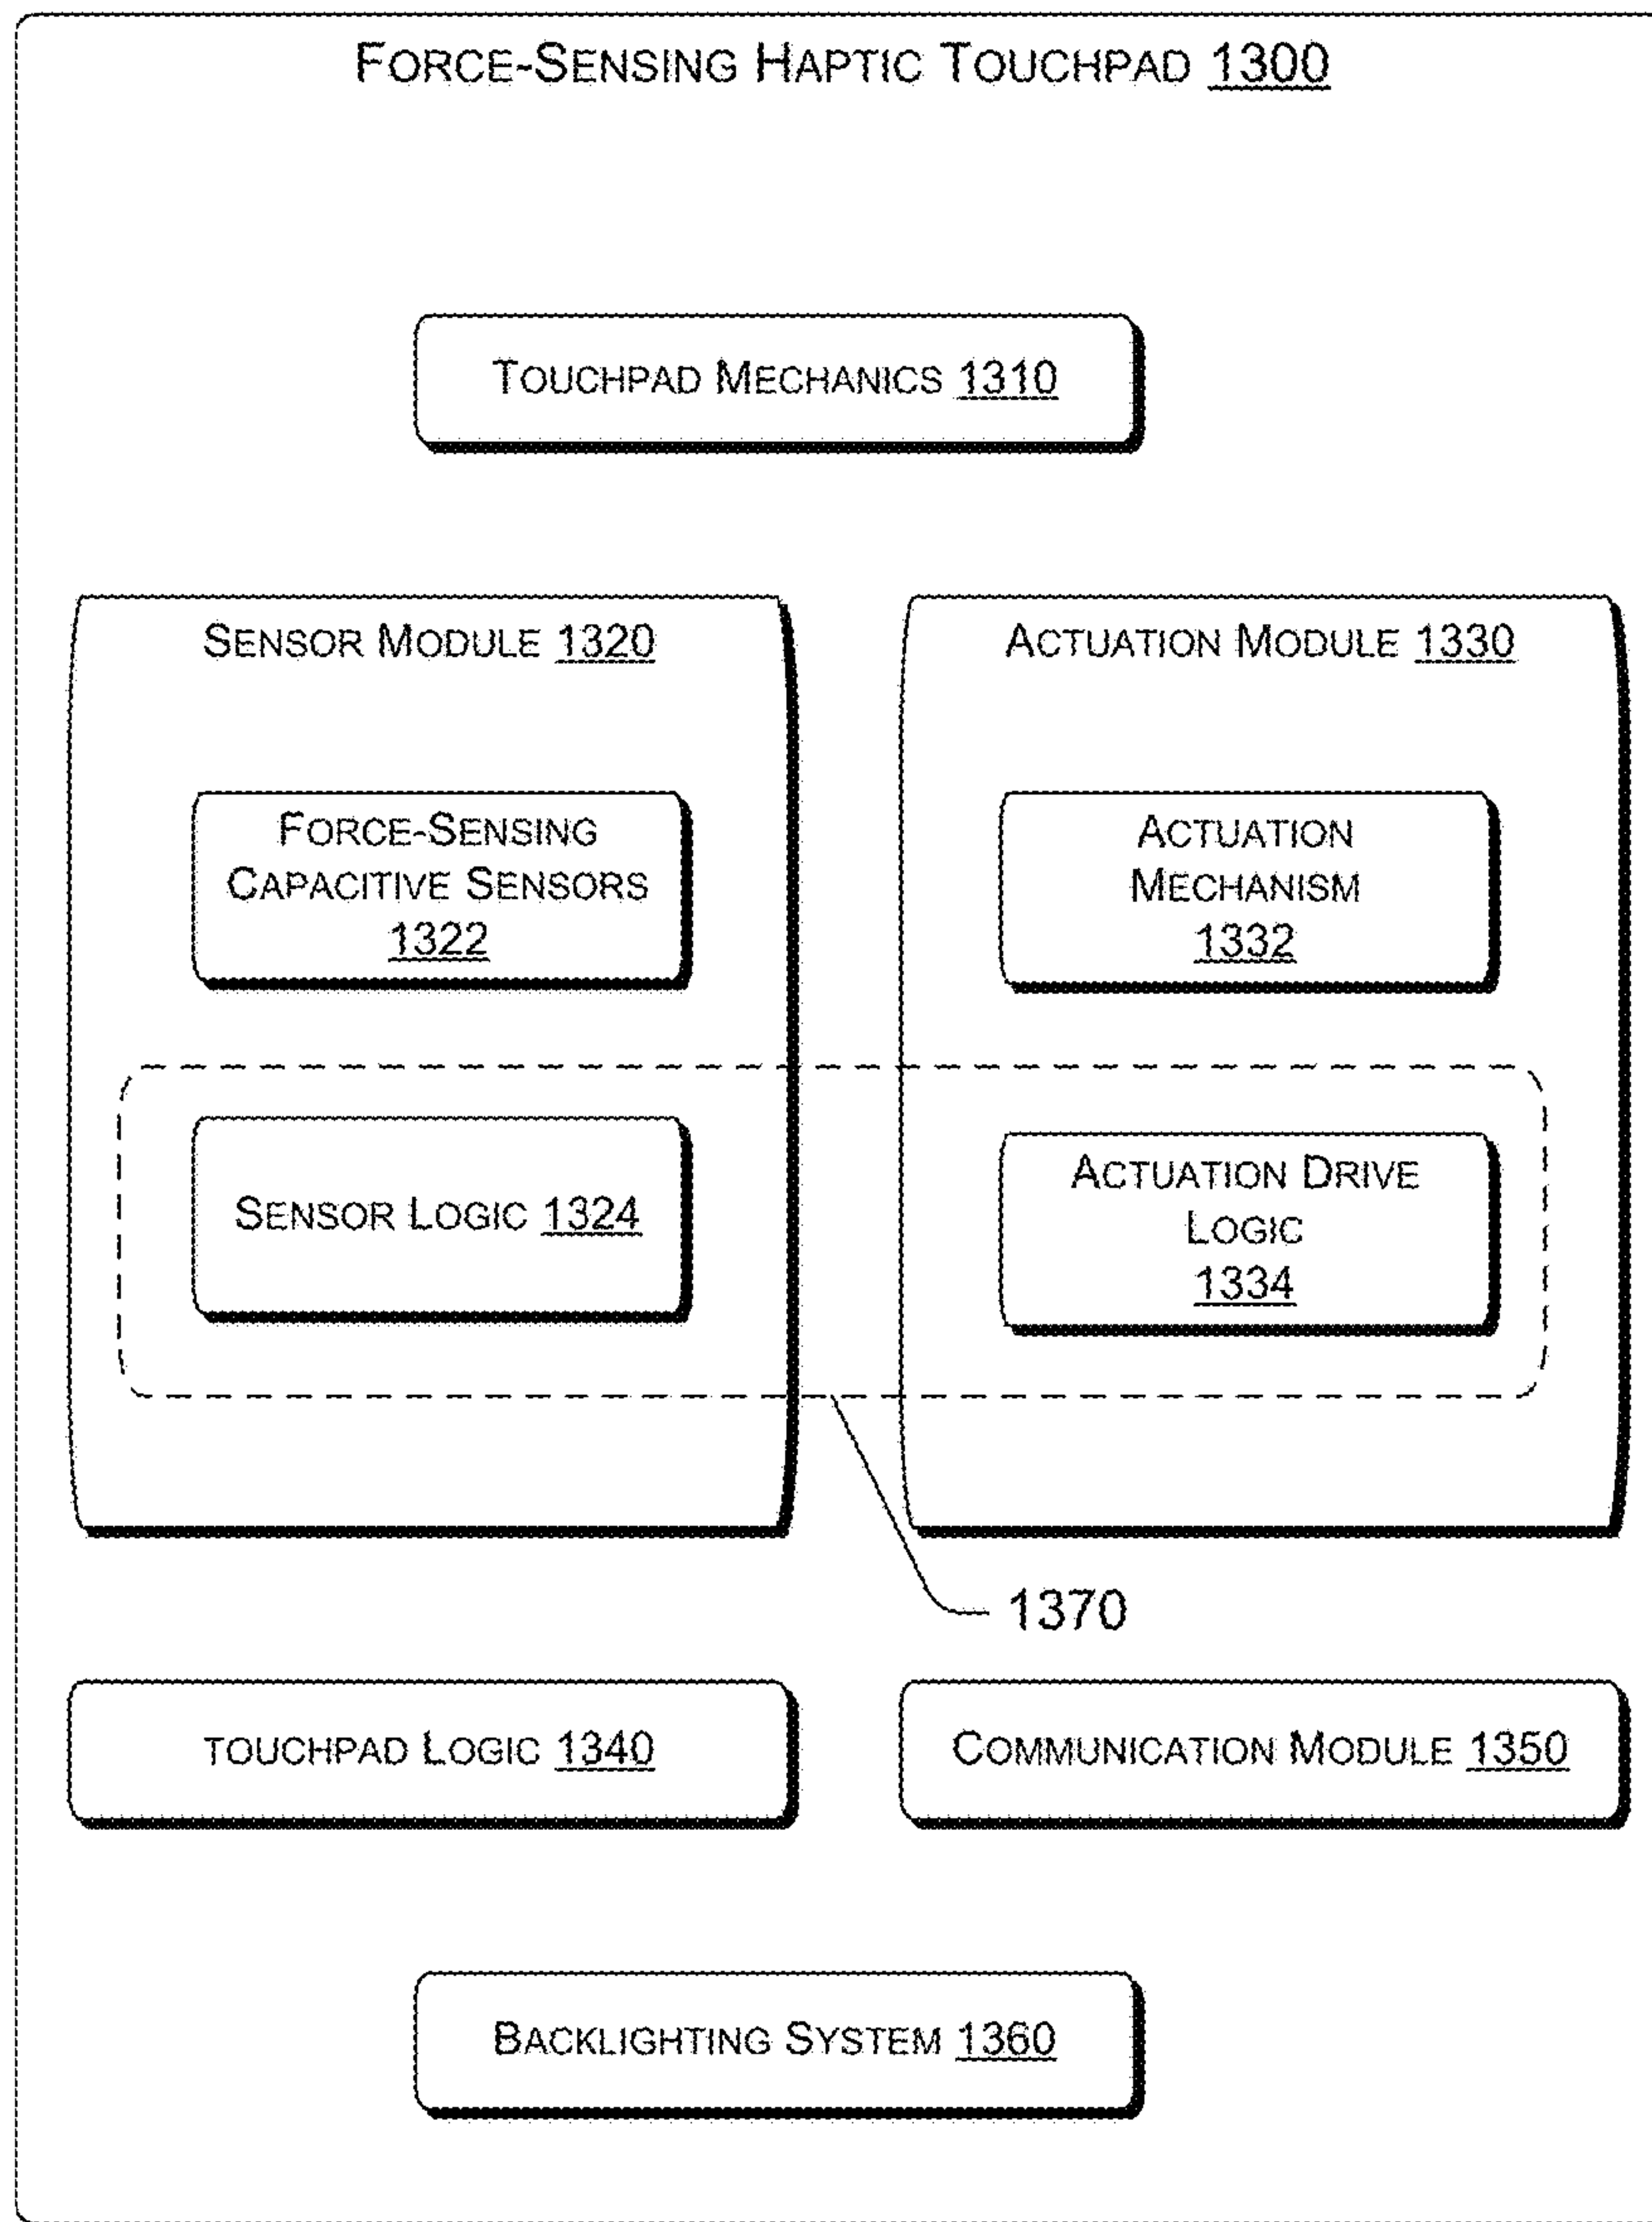 FORCE-SENSING HAPTIC TOUCHPAD 1300
TOUCHPAD MECHANICS 1310
SENSOR MODULE 1320
ACTUATION MODULE 1330
FORCE-SENSING
CAPACITIVE SENSORS
1322
ACTUATION
MECHANISM
1332
SENSOR LOGIC 1324
ACTUATION DRIVE
LOGIC
1334
1370
TOUCHPAD LOGIC 1340
COMMUNICATION MODULE 1350
BACKLIGHTING SYSTEM 1360